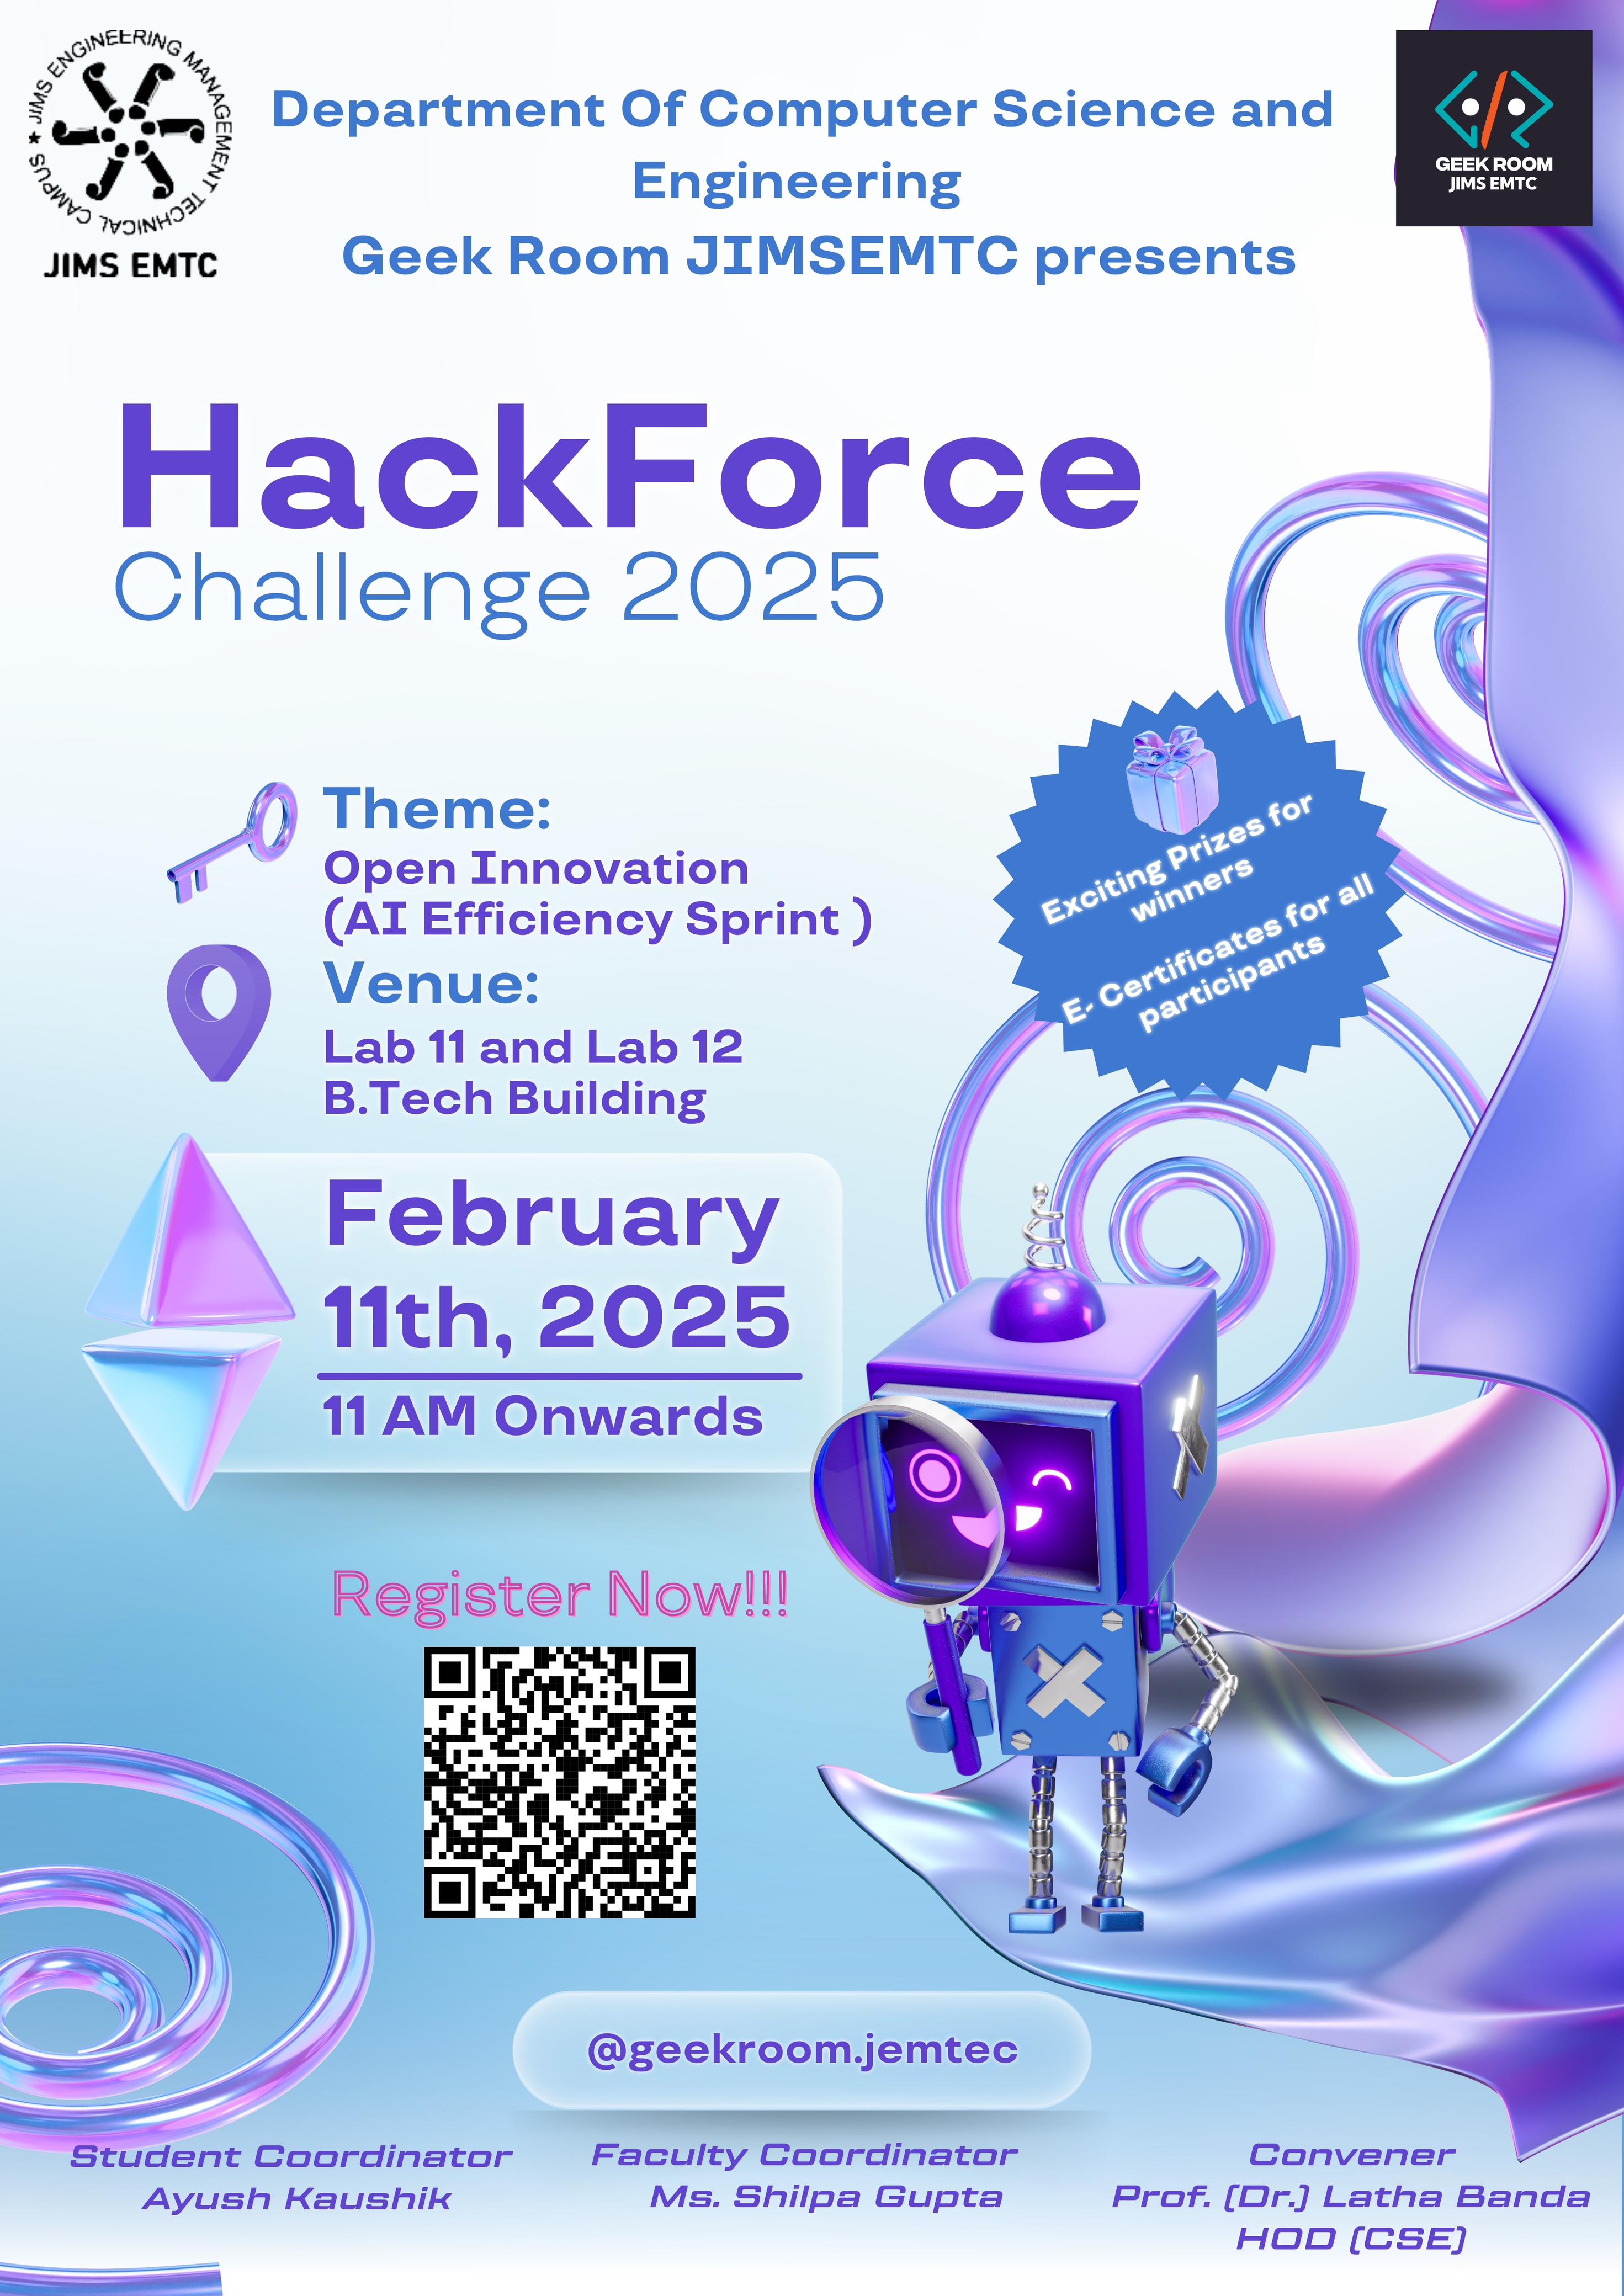 JIMS ENGINEERING MANAGEMENT TECHNICAL CAMPUS
JIMS EMTC
Department Of Computer Science and
Engineering
Geek Room JIMSEMTC presents
GEEK ROOM
JIMS EMTC
HackForce
Challenge 2025
Theme:
Open Innovation
(AI Efficiency Sprint )
Venue:
Lab 11 and Lab 12
B.Tech Building
Exciting Prizes for
winners
E- Certificates for all
participants
February
11th, 2025
11 AM Onwards
Register Now!!!
@geekroom.jemtec
Student Coordinator
Ayush Kaushik
Faculty Coordinator
Ms. Shilpa Gupta
Convener
Prof. (Dr.) Latha Banda
HOD (CSE)